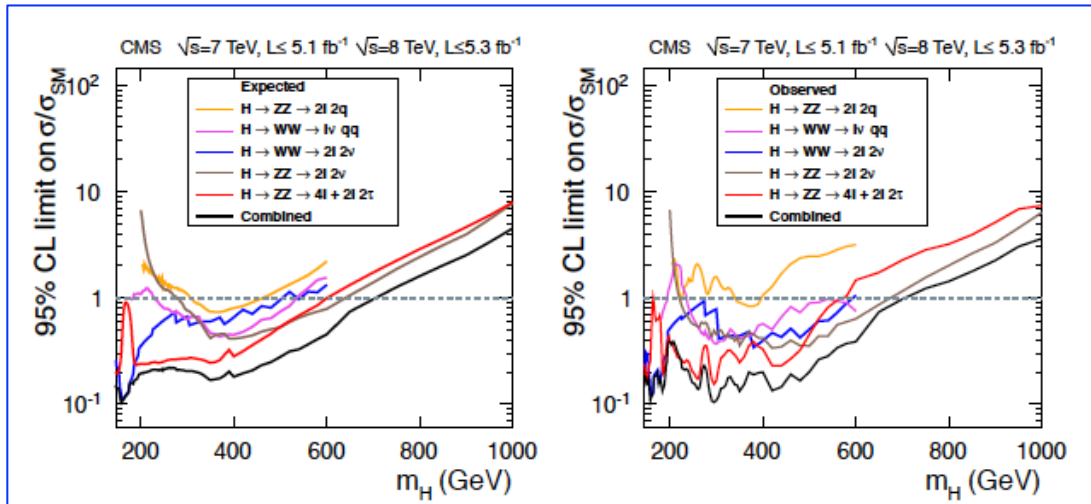 CMS √s=7 TeV, L≤ 5.1 fb⁻¹ √s=8 TeV, L≤5.3 fb⁻¹
95% CL limit on σ/σ_SM
10²
10
1
10⁻¹
Expected
H → ZZ → 2l 2q
H → WW → lν qq
H → WW → 2l 2ν
H → ZZ → 2l 2ν
H → ZZ → 4l + 2l 2τ
Combined
200 400 600 800 1000
m_H (GeV)
CMS √s=7 TeV, L≤ 5.1 fb⁻¹ √s=8 TeV, L≤ 5.3 fb⁻¹
95% CL limit on σ/σ_SM
10²
10
1
10⁻¹
Observed
H → ZZ → 2l 2q
H → WW → lν qq
H → WW → 2l 2ν
H → ZZ → 2l 2ν
H → ZZ → 4l + 2l 2τ
Combined
200 400 600 800 1000
m_H (GeV)